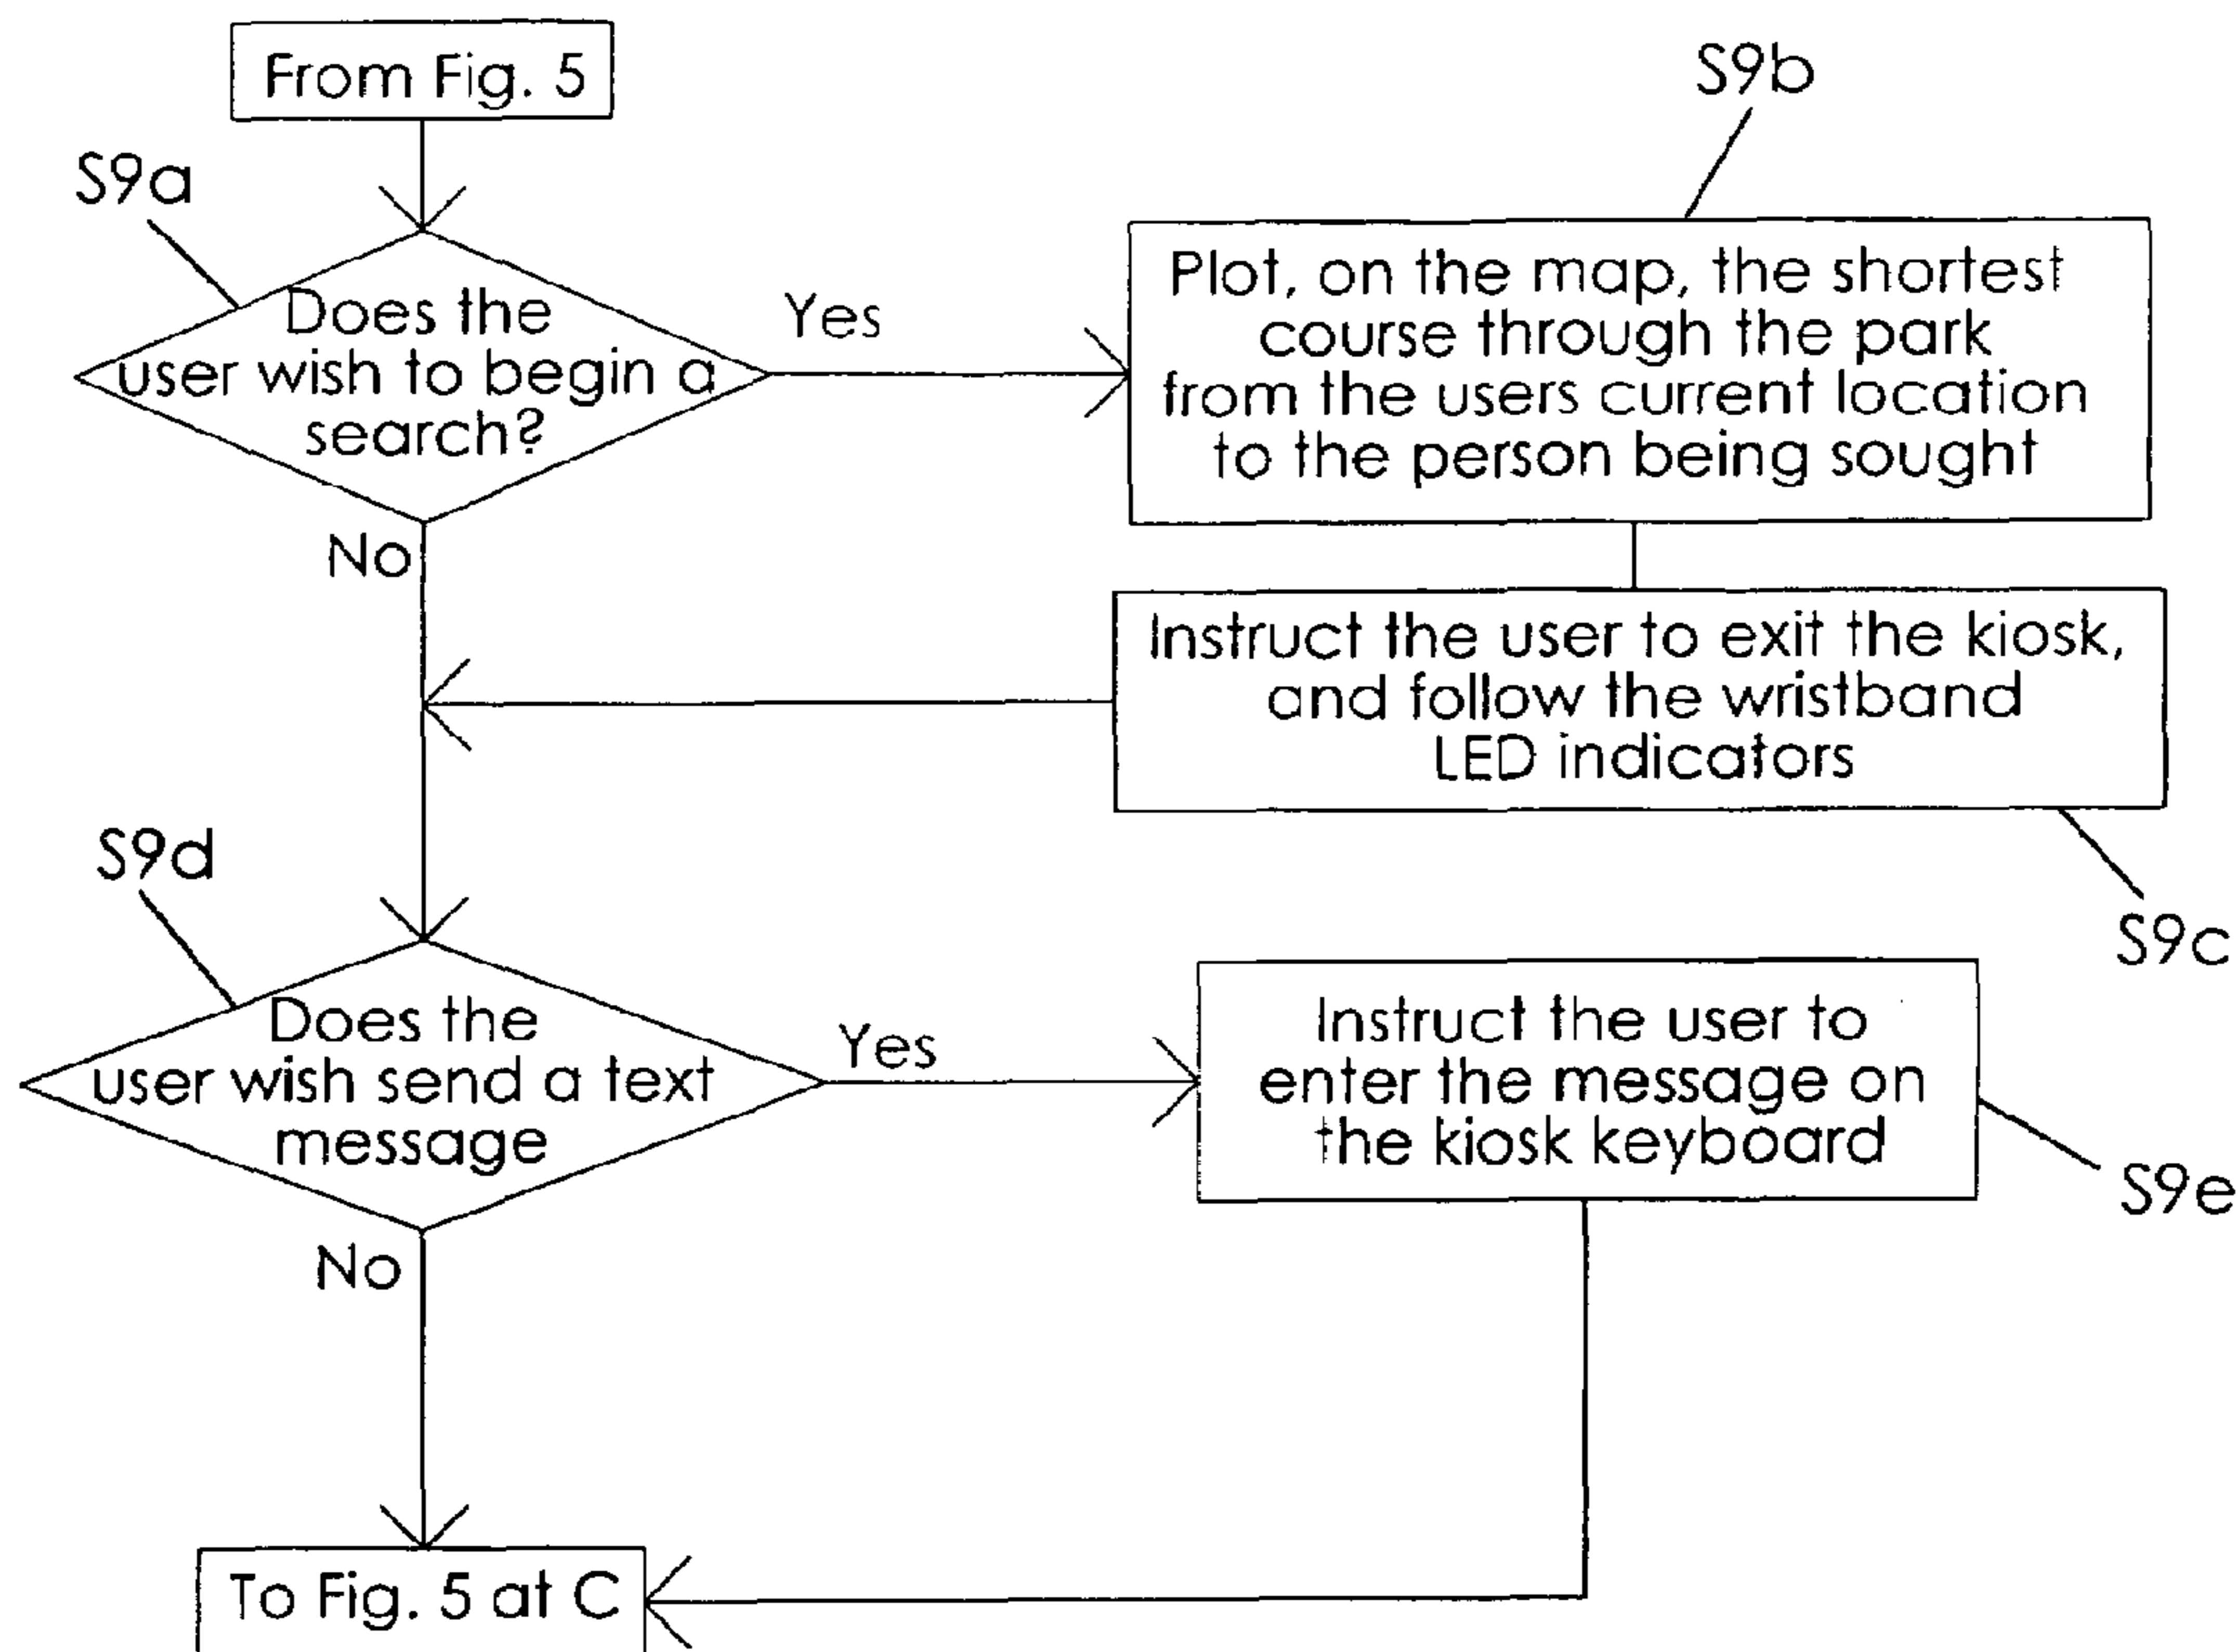 From Fig. 5
S9a
Does the
user wish to begin a
search?
Yes
No
S9b
Plot, on the map, the shortest
course through the park
from the users current location
to the person being sought
Instruct the user to exit the kiosk,
and follow the wristband
LED indicators
S9c
S9d
Does the
user wish send a text
message
Yes
No
Instruct the user to
enter the message on
the kiosk keyboard
S9e
To Fig. 5 at C